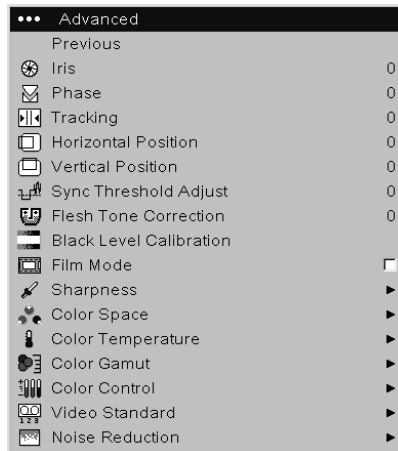 ••• Advanced
Previous
Iris 0
Phase 0
Tracking 0
Horizontal Position 0
Vertical Position 0
Sync Threshold Adjust 0
Flesh Tone Correction 0
Black Level Calibration
Film Mode
Sharpness
Color Space
Color Temperature
Color Gamut
Color Control
Video Standard
Noise Reduction